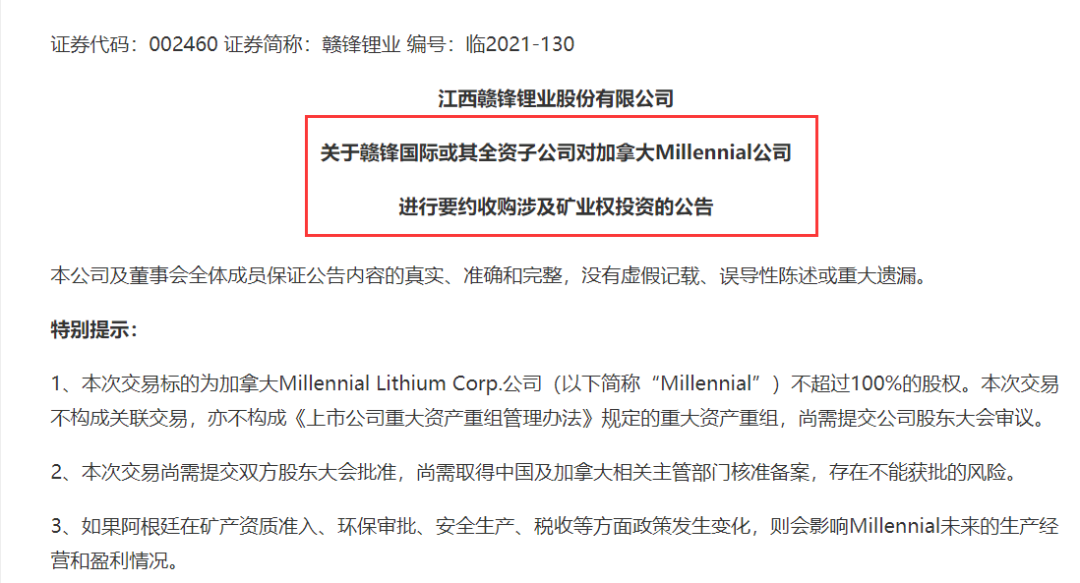 证券代码：002460 证券简称：赣锋锂业 编号：临2021-130
江西赣锋锂业股份有限公司
关于赣锋国际或其全资子公司对加拿大Millennial公司
进行要约收购涉及矿业权投资的公告
本公司及董事会全体成员保证公告内容的真实、准确和完整，没有虚假记载、误导性陈述或重大遗漏。
特别提示：
1、本次交易标的为加拿大Millennial Lithium Corp.公司（以下简称“Millennial”）不超过100%的股权。本次交易
不构成关联交易，亦不构成《上市公司重大资产重组管理办法》规定的重大资产重组，尚需提交公司股东大会审议。
2、本次交易尚需提交双方股东大会批准，尚需取得中国及加拿大相关主管部门核准备案，存在不能获批的风险。
3、如果阿根廷在矿产资质准入、环保审批、安全生产、税收等方面政策发生变化，则会影响Millennial未来的生产经
营和盈利情况。